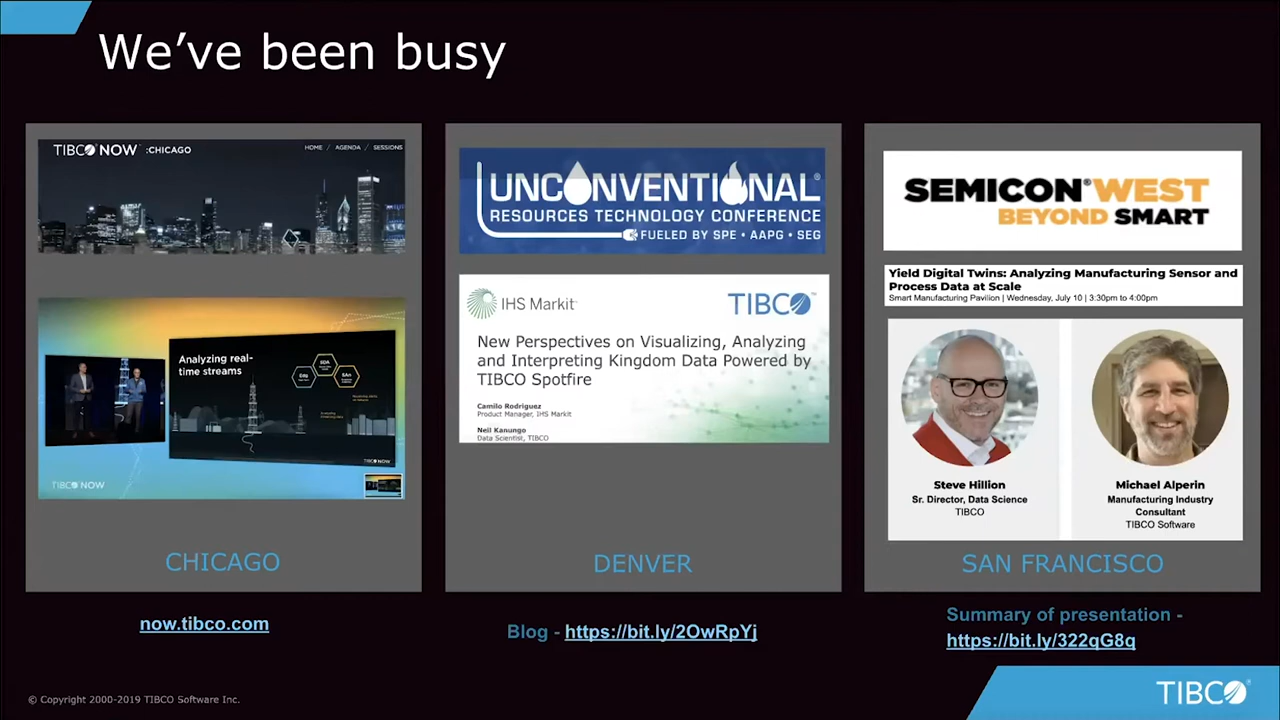 We’ve been busy
TIBCO NOW™ :CHICAGO
HOME / AGENDA / SESSIONS
Analyzing real-
time streams
TIBCO NOW
TIBCO NOW
CHICAGO
now.tibco.com
UNCONVENTIONAL®
RESOURCES TECHNOLOGY CONFERENCE
FUELED BY SPE • AAPG • SEG
IHS Markit™
TIBCO™
New Perspectives on Visualizing, Analyzing
and Interpreting Kingdom Data Powered by
TIBCO Spotfire
Camilo Rodriguez
Product Manager, IHS Markit
Neil Kanungo
Data Scientist, TIBCO
DENVER
Blog - https://bit.ly/2OwRpYj
SEMICON® WEST
BEYOND SMART
Yield Digital Twins: Analyzing Manufacturing Sensor and
Process Data at Scale
Smart Manufacturing Pavilion | Wednesday, July 10 | 3:30pm to 4:00pm
Steve Hillion
Sr. Director, Data Science
TIBCO
Michael Alperin
Manufacturing Industry
Consultant
TIBCO Software
SAN FRANCISCO
Summary of presentation -
https://bit.ly/322qG8q
© Copyright 2000-2019 TIBCO Software Inc.
TIBCO®